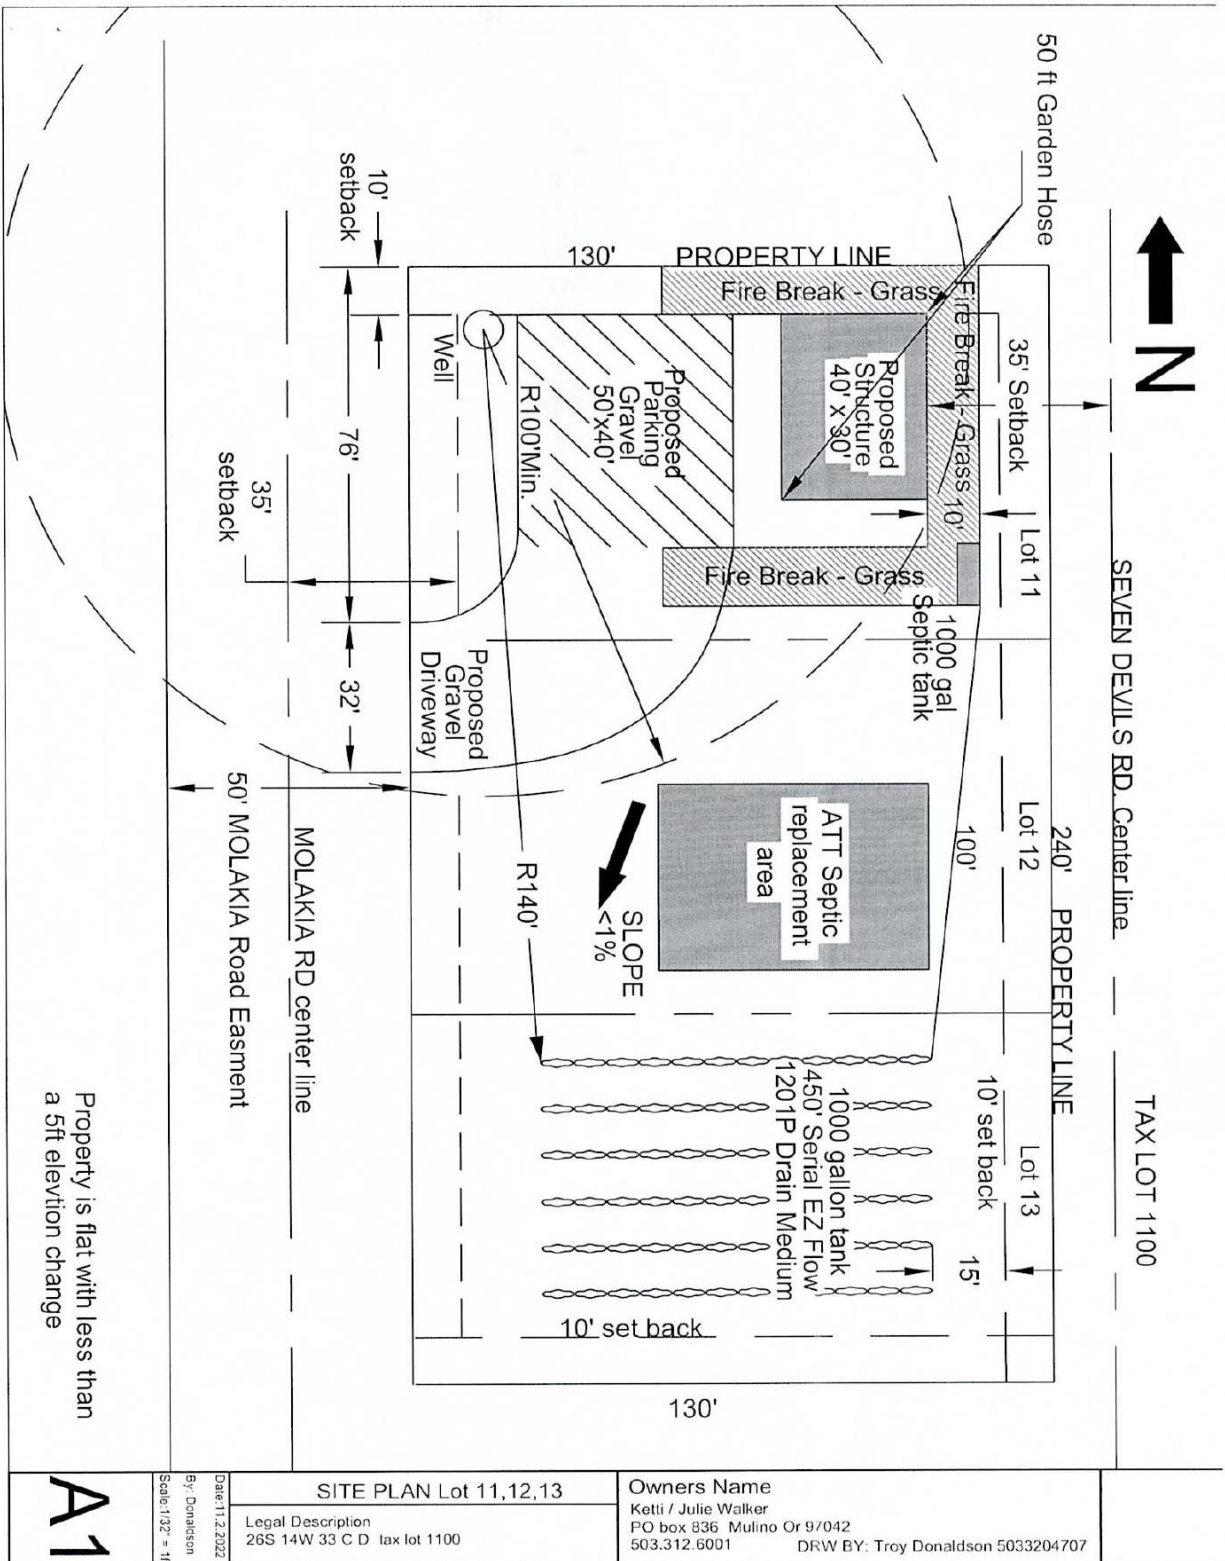 50 ft Garden Hose
N
10'
setback
130'
PROPERTY LINE
Fire Break - Grass
Fire Break - Grass
35' Setback
Lot 11
SEVEN DEVILS RD. Center line
TAX LOT 1100
Proposed
Structure
40' x 30'
10'
Proposed
Parking
Gravel
50'x40'
R100'Min.
Well
76'
35'
setback
Fire Break - Grass
1000 gal
Septic tank
Proposed
Gravel
Driveway
32'
Lot 12
240'
PROPERTY LINE
100'
ATT Septic
replacement
area
R140'
SLOPE
<1%
50' MOLAKIA Road Easment
MOLAKIA RD center line
Lot 13
10' set back
15'
1000 gallon tank
450' Serial EZ Flow
1201P Drain Medium
10' set back
130'
Property is flat with less than
a 5ft elevtion change
A1
Date:11.2.2022
By: Donaldson
Scale:1/32" =
SITE PLAN Lot 11,12,13
Legal Description
26S 14W 33 C D tax lot 1100
Owners Name
Ketti / Julie Walker
PO box 836 Mulino Or 97042
503.312.6001
DRW BY: Troy Donaldson 5033204707